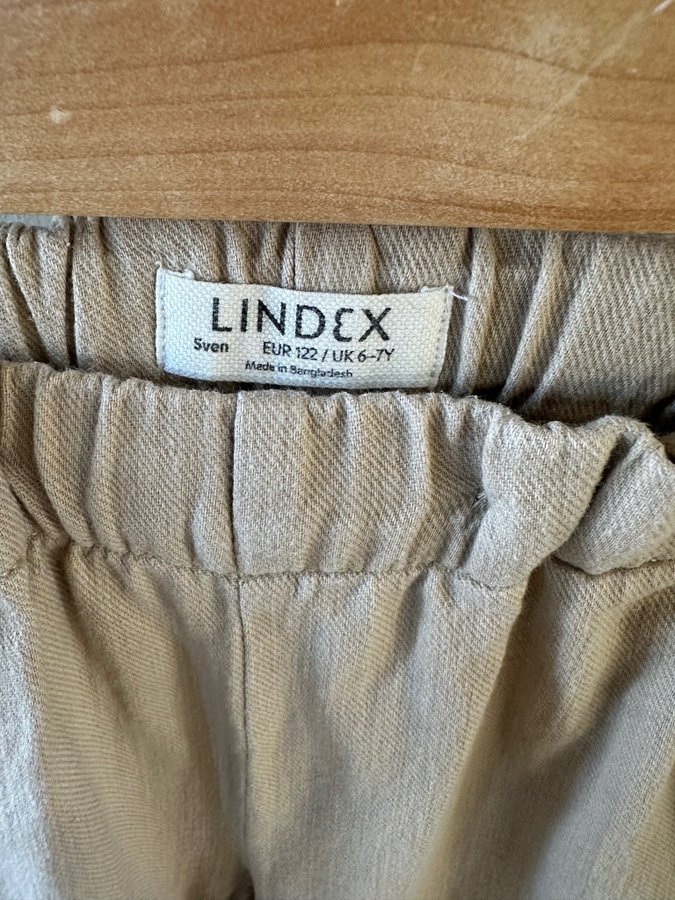 LINDEX
Sven EUR 122 / UK 6–7Y
Made in Bangladesh